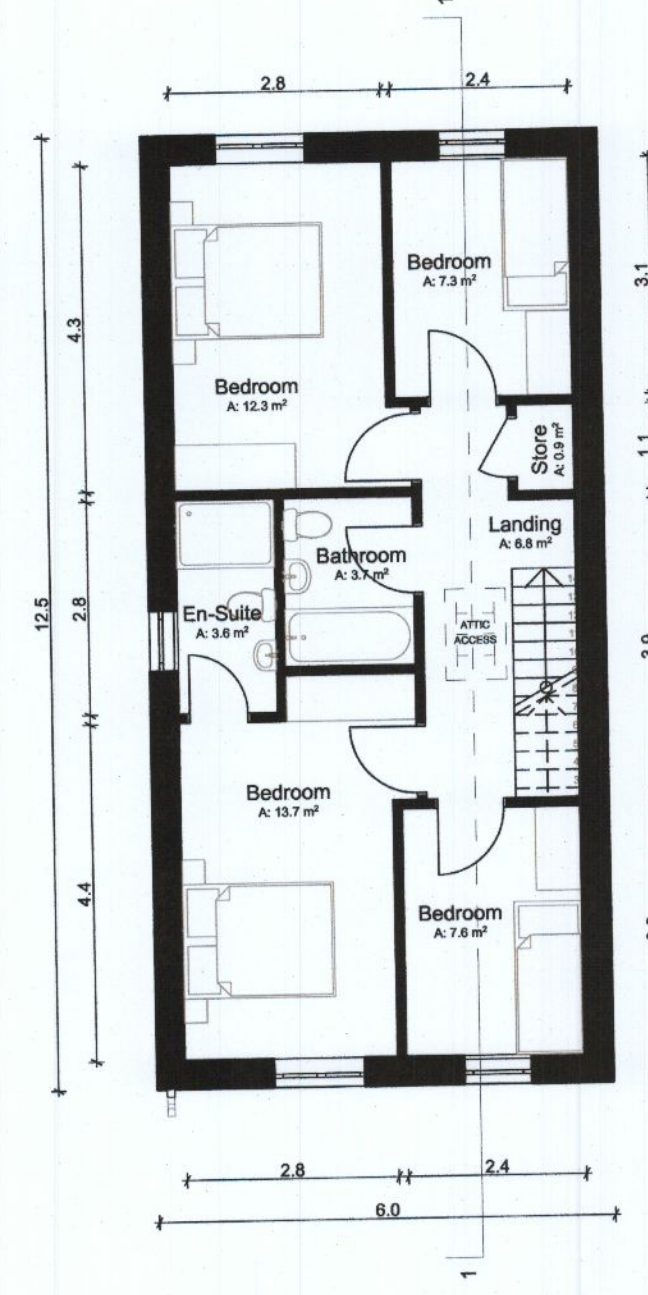 1
2.8
2.4
12.5
4.3
2.8
4.4
3.1
1.1
Bedroom
A: 7.3 m²
Bedroom
A: 12.3 m²
Store
A: 0.9 m²
Landing
A: 6.8 m²
Bathroom
A: 3.7 m²
En-Suite
A: 3.6 m²
ATTIC
ACCESS
Bedroom
A: 13.7 m²
Bedroom
A: 7.6 m²
2.8
2.4
6.0
1